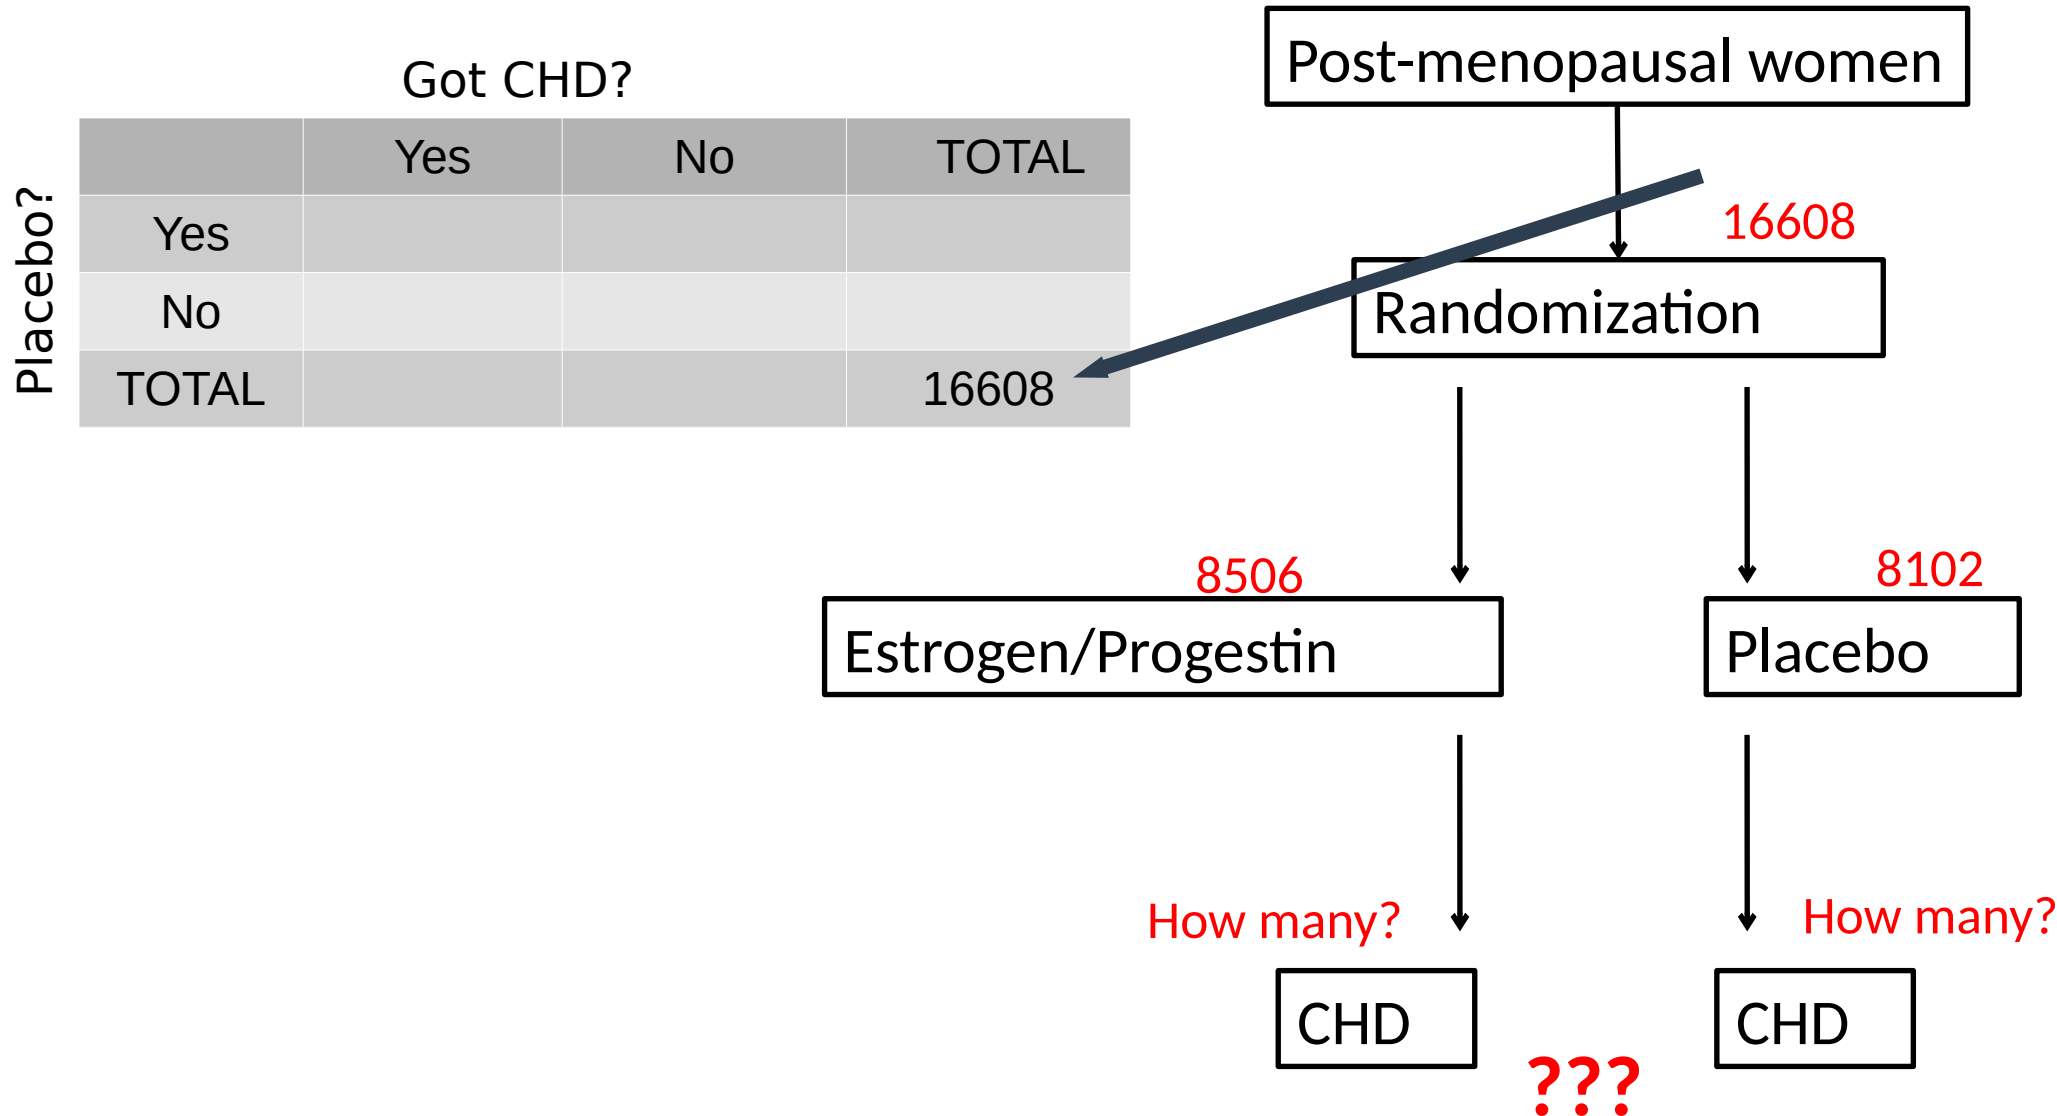 Got CHD?
Yes No TOTAL
Placebo?
Yes
No
TOTAL 16608
Post-menopausal women
16608
Randomization
8506
8102
Estrogen/Progestin
Placebo
How many?
How many?
CHD
CHD
???